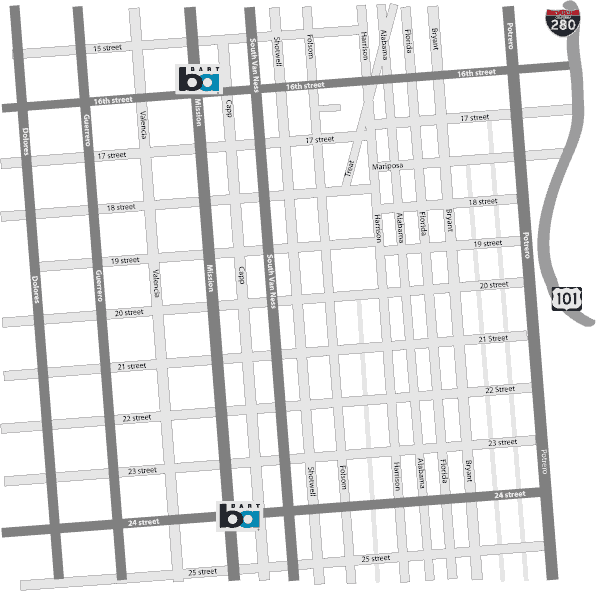 INTERSTATE
280
15 street
Shotwell
Folsom
Harrison
Alabama
Florida
Bryant
Potrero
South Van Ness
BART
ba
16th street
16th street
16th street
Dolores
Guerrero
Valencia
Mission
Capp
17 street
17 street
17 street
Treat
Mariposa
18 street
18 street
Harrison
Alabama
Florida
Bryant
Potrero
19 street
19 street
Dolores
Guerrero
Valencia
Mission
Capp
South Van Ness
20 street
20 street
101
21 street
21 Street
22 street
22 Street
23 street
23 street
Shotwell
Folsom
Harrison
Alabama
Florida
Bryant
Potrero
24 street
24 street
BART
ba
25 street
25 street